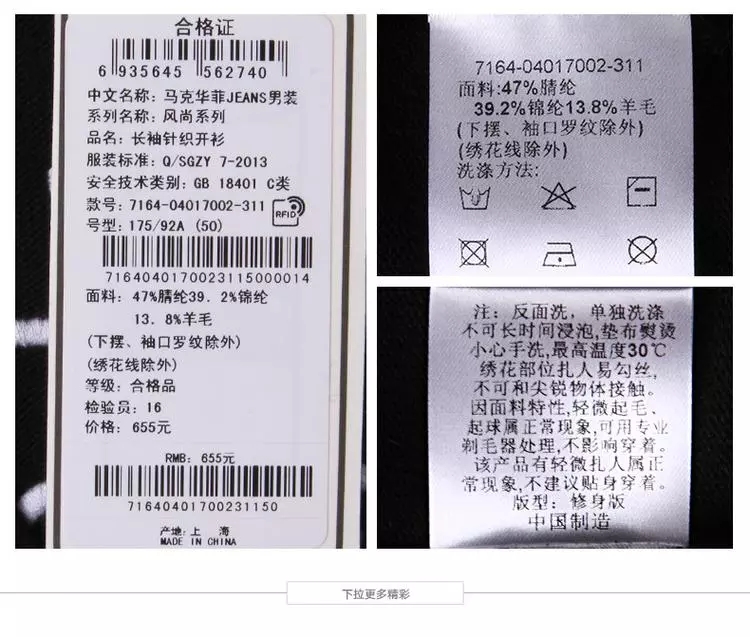 合格证
6 935645 562740
中文名称：马克华菲JEANS男装
系列名称：风尚系列
品名：长袖针织开衫
服装标准：Q/SGZY 7-2013
安全技术类别：GB 18401 C类
款号：7164-04017002-311
RFID
号型：175/92A (50)
7164040170023115000014
面料：47%腈纶39．2%锦纶
13．8%羊毛
(下摆、袖口罗纹除外)
(绣花线除外)
等级：合格品
检验员：16
价格：655元
RMB：655元
71640401700231150
产地：上 海
MADE IN CHINA
7164-04017002-311
面料:47%腈纶
39.2%锦纶13.8%羊毛
(下摆、袖口罗纹除外)
(绣花线除外)
洗涤方法:
注：反面洗，单独洗涤
不可长时间浸泡,垫布熨烫
小心手洗,最高温度30℃
绣花部位扎人易勾丝,
不可和尖锐物体接触。
因面料特性,轻微起毛、
起球属正常现象,可用专业
剃毛器处理,不影响穿着。
该产品有轻微扎人属正
常现象,不建议贴身穿着。
版型：修身版
中国制造
下拉更多精彩